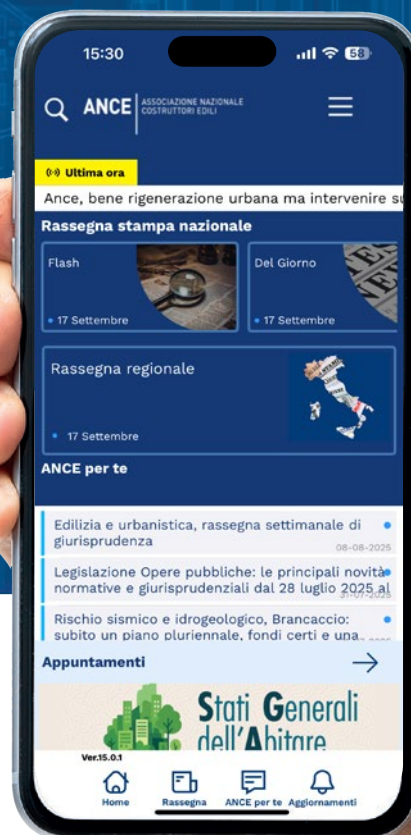 15:30
58
ANCE
ASSOCIAZIONE NAZIONALE
COSTRUTTORI EDILI
Ultima ora
Ance, bene rigenerazione urbana ma intervenire su
Rassegna stampa nazionale
Flash
17 Settembre
Del Giorno
17 Settembre
Rassegna regionale
17 Settembre
ANCE per te
Edilizia e urbanistica, rassegna settimanale di
giurisprudenza
08-08-2025
Legislazione Opere pubbliche: le principali novità
normative e giurisprudenziali dal 28 luglio 2025 al
31-07-2025
Rischio sismico e idrogeologico, Brancaccio:
subito un piano pluriennale, fondi certi e una
Appuntamenti
Stati Generali
dell'Abitare
Ver.15.0.1
Home
Rassegna
ANCE per te
Aggiornamenti